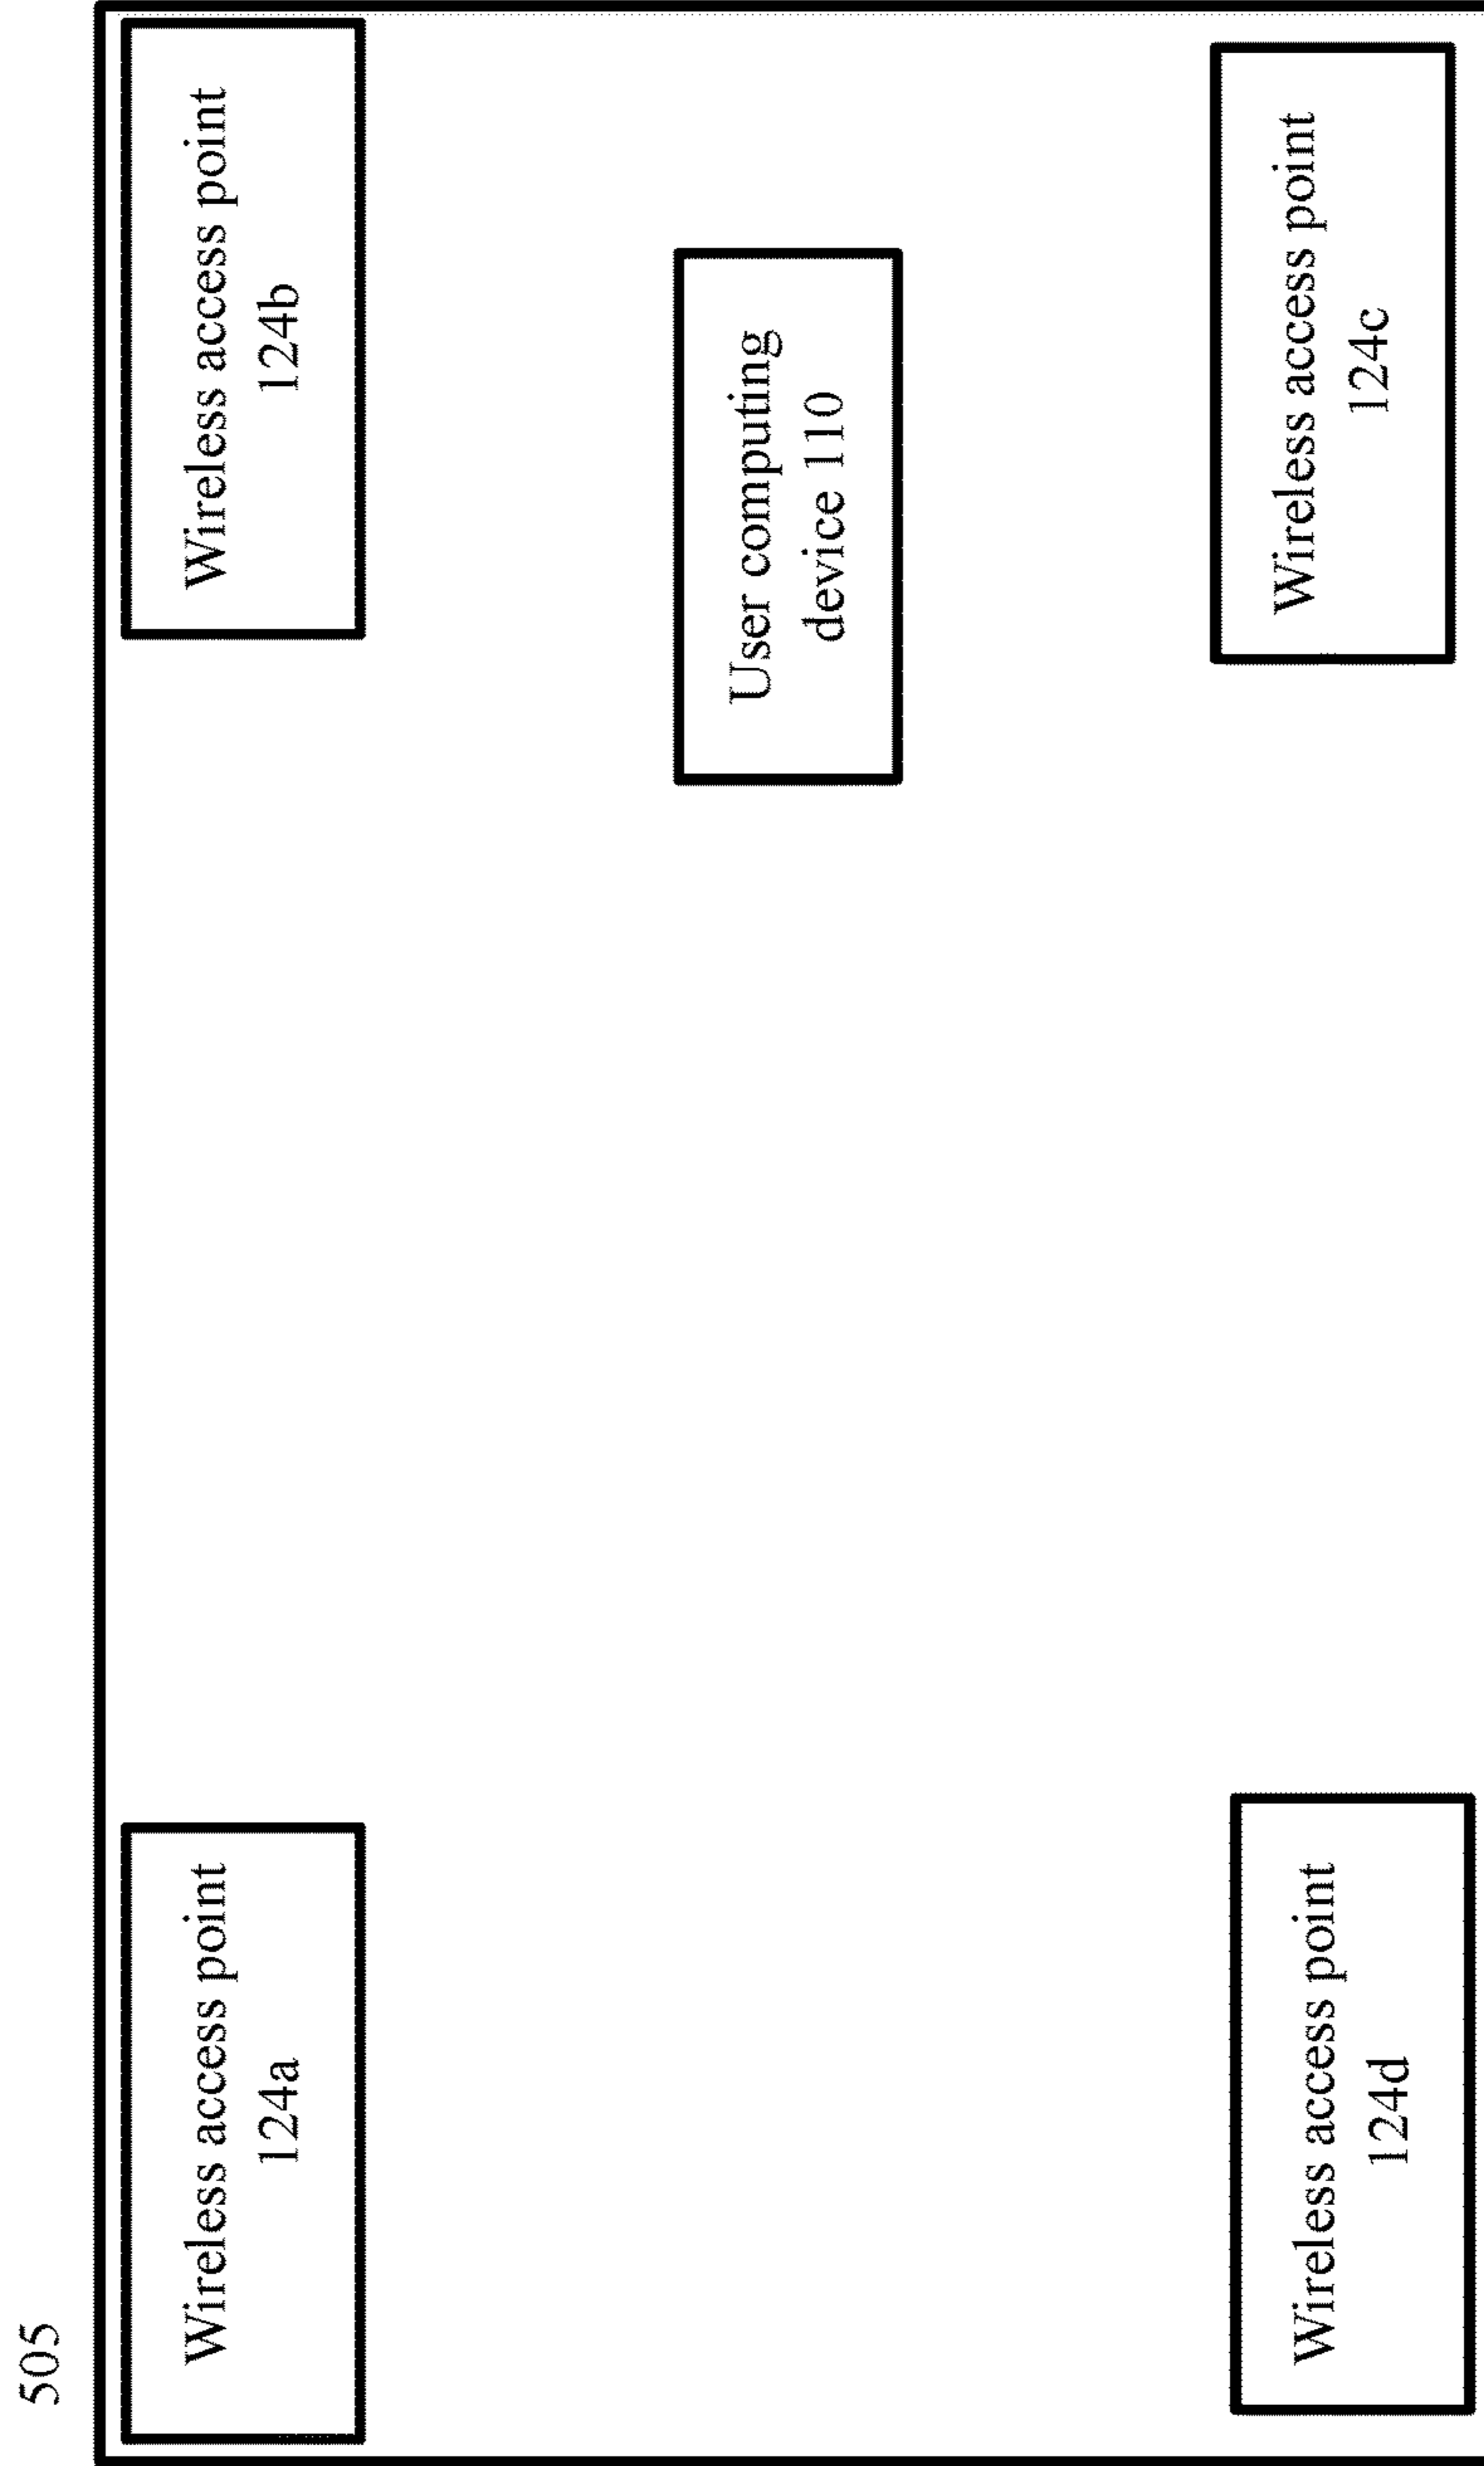 505
Wireless access point
124a
Wireless access point
124b
User computing
device 110
Wireless access point
124d
Wireless access point
124c